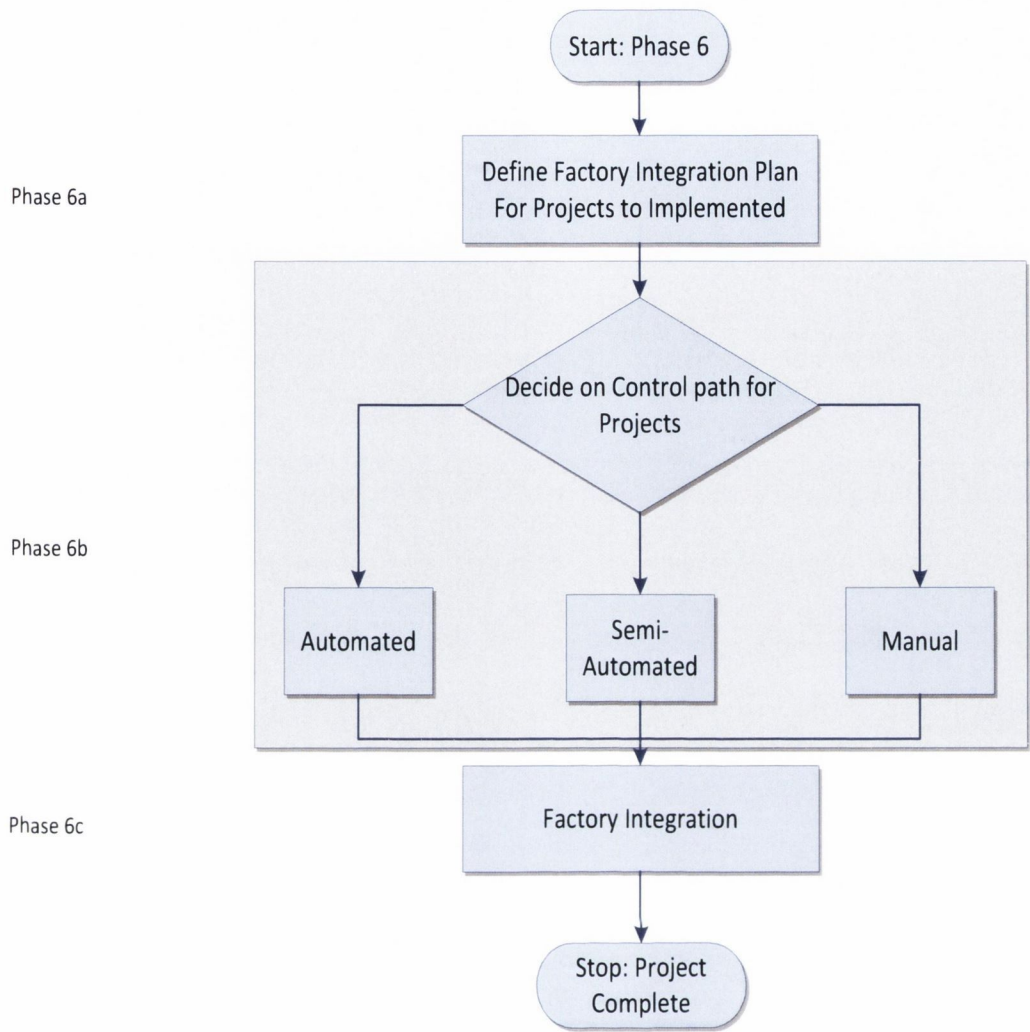 Start: Phase 6
Phase 6a
Define Factory Integration Plan
For Projects to Implemented
Decide on Control path for
Projects
Phase 6b
Automated
Semi-
Automated
Manual
Phase 6c
Factory Integration
Stop: Project
Complete